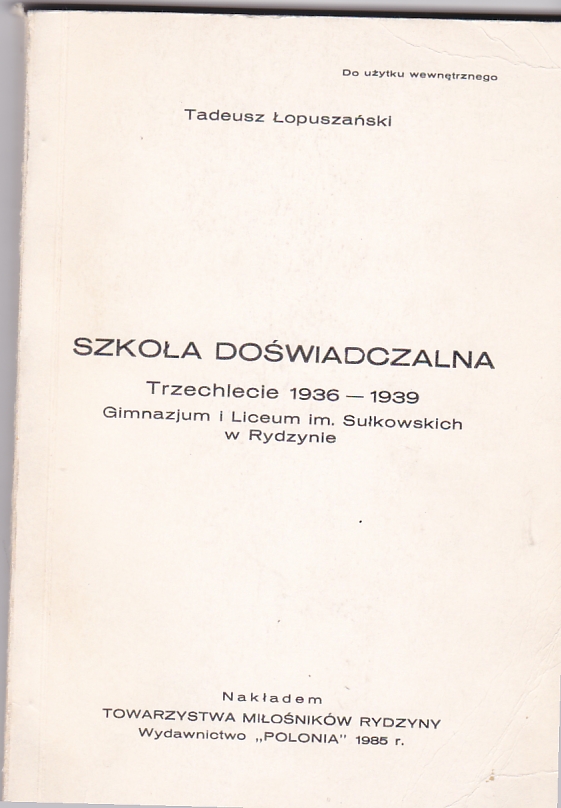 Do użytku wewnętrznego
Tadeusz Łopuszański
SZKOŁA DOŚWIADCZALNA
Trzechlecie 1936 — 1939
Gimnazjum i Liceum im. Sułkowskich
w Rydzynie
Nakładem
TOWARZYSTWA MIŁOŚNIKÓW RYDZYNY
Wydawnictwo „POLONIA" 1985 r.